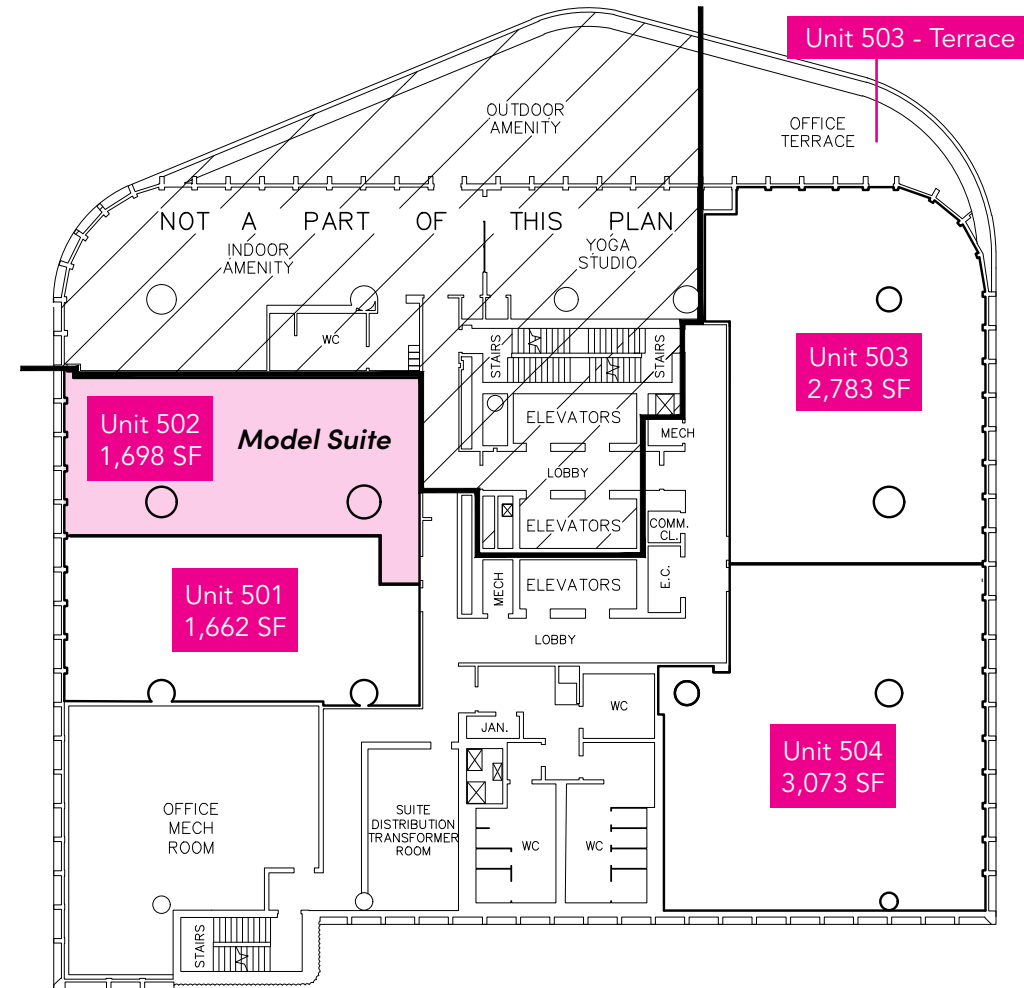 Unit 503 - Terrace
OUTDOOR
AMENITY
OFFICE
TERRACE
NOT A PART OF THIS PLAN
INDOOR
AMENITY
YOGA
STUDIO
WC
STAIRS
STAIRS
Unit 503
2,783 SF
Unit 502
1,698 SF
Model Suite
ELEVATORS
MECH
LOBBY
ELEVATORS
COMM.
CL.
ELEVATORS
MECH
E.C.
Unit 501
1,662 SF
LOBBY
WC
JAN.
Unit 504
3,073 SF
OFFICE
MECH
ROOM
SUITE
DISTRIBUTION
TRANSFORMER
ROOM
WC
WC
STAIRS